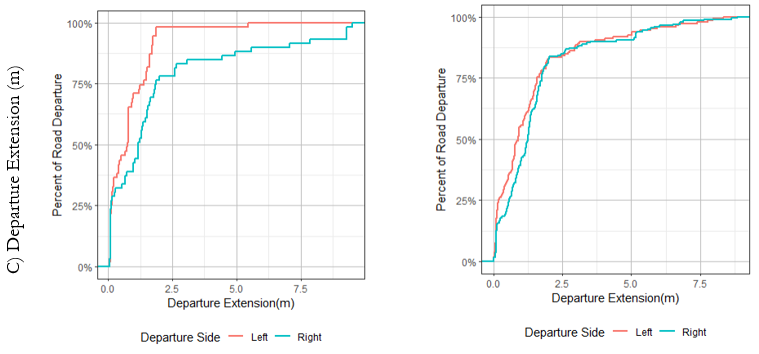 C) Departure Extension (m)
Percent of Road Departure
100%
75%
50%
25%
0%
0.0 2.5 5.0 7.5
Departure Extension(m)
Departure Side Left Right
Percent of Road Departure
100%
75%
50%
25%
0%
0.0 2.5 5.0 7.5
Departure Extension(m)
Departure Side Left Right